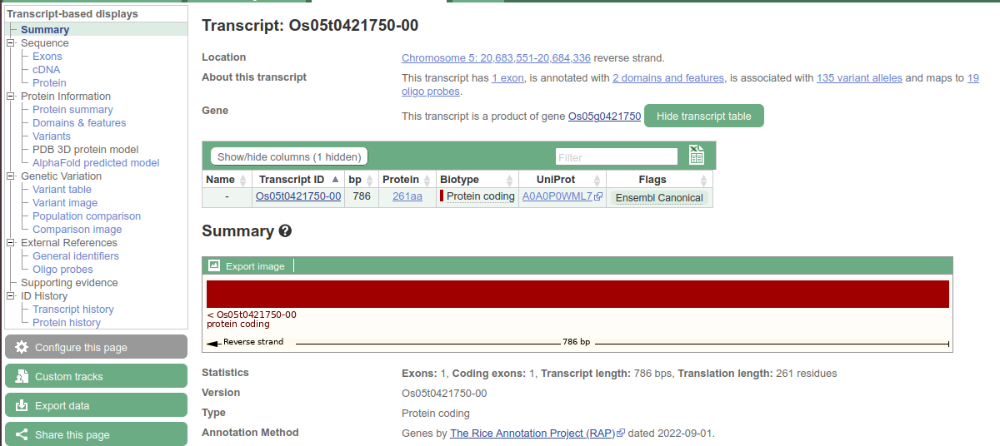 Transcript-based displays
Summary
Sequence
Exons
cDNA
Protein
Protein Information
Protein summary
Domains & features
Variants
PDB 3D protein model
AlphaFold predicted model
Genetic Variation
Variant table
Variant image
Population comparison
Comparison image
External References
General identifiers
Oligo probes
Supporting evidence
ID History
Transcript history
Protein history
Configure this page
Custom tracks
Export data
Share this page
Transcript: Os05t0421750-00
Location Chromosome 5: 20,683,551-20,684,336 reverse strand.
About this transcript This transcript has 1 exon, is annotated with 2 domains and features, is associated with 135 variant alleles and maps to 19
oligo probes.
Gene This transcript is a product of gene Os05g0421750 Hide transcript table
Show/hide columns (1 hidden) Filter
Name Transcript ID bp Protein Biotype UniProt Flags
- Os05t0421750-00 786 261aa Protein coding A0A0P0WML7 Ensembl Canonical
Summary
Export image
< Os05t0421750-00
protein coding
Reverse strand 786 bp
Statistics Exons: 1, Coding exons: 1, Transcript length: 786 bps, Translation length: 261 residues
Version Os05t0421750-00
Type Protein coding
Annotation Method Genes by The Rice Annotation Project (RAP) dated 2022-09-01.